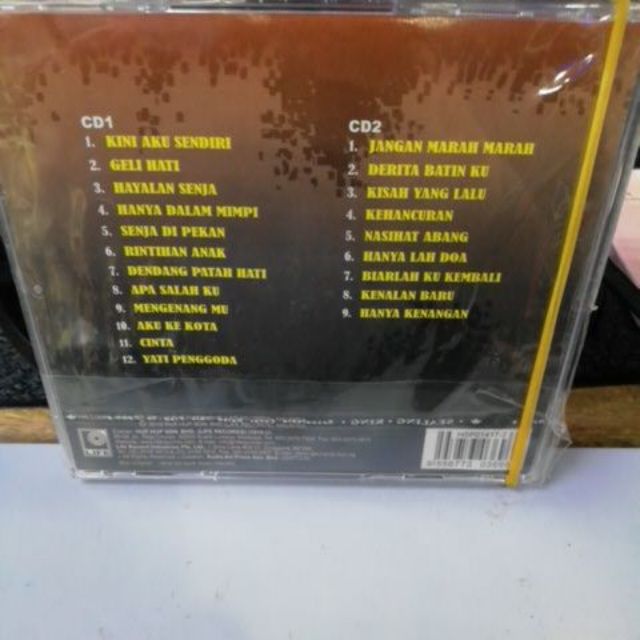 CD1
1. KINI AKU SENDIRI
2. GELI HATI
3. HAYALAN SENJA
4. HANYA DALAM MIMPI
5. SENJA DI PEKAN
6. RINTIHAN ANAK
7. DENDANG PATAH HATI
8. APA SALAH KU
9. MENGENANG MU
10. AKU KE KOTA
11. CINTA
12. YATI PENGGODA
CD2
1. JANGAN MARAH MARAH
2. DERITA BATIN KU
3. KISAH YANG LALU
4. KEHANCURAN
5. NASIHAT ABANG
6. HANYA LAH DOA
7. BIARLAH KU KEMBALI
8. KENALAN BARU
9. HANYA KENANGAN
LIFE